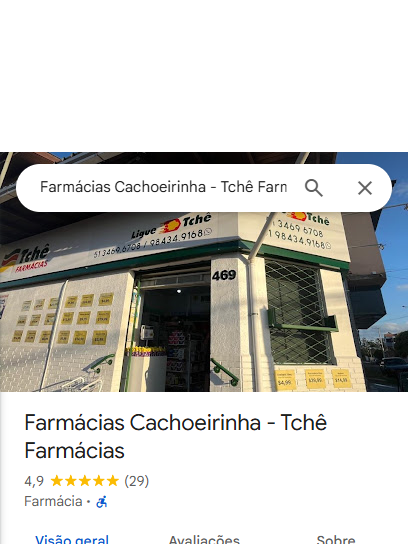 Farmácias Cachoeirinha - Tchê Farm
Ligue Tchê
51 3469.6708 / 98434.9168
Tchê
3469.6708
98434.9168
Tchê
FARMÁCIAS
469
Farmácias Cachoeirinha - Tchê
Farmácias
4,9 (29)
Farmácia ·
Visão geral Avaliações Sobre